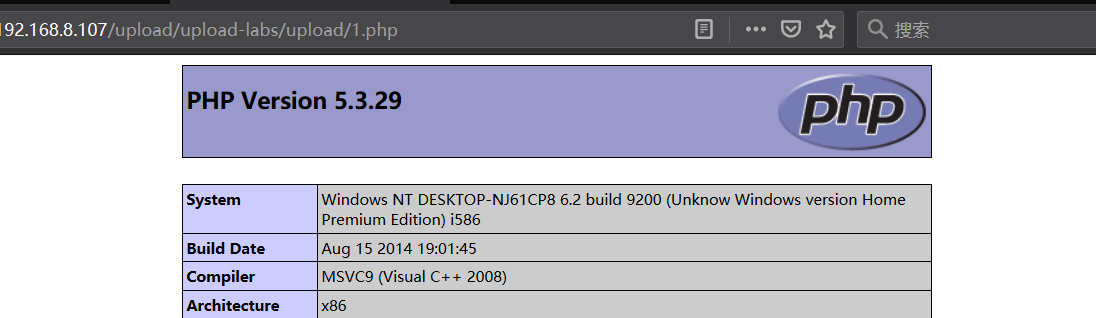 192.168.8.107/upload/upload-labs/upload/1.php
搜索
PHP Version 5.3.29
php
System Windows NT DESKTOP-NJ61CP8 6.2 build 9200 (Unknow Windows version Home
Premium Edition) i586
Build Date Aug 15 2014 19:01:45
Compiler MSVC9 (Visual C++ 2008)
Architecture x86